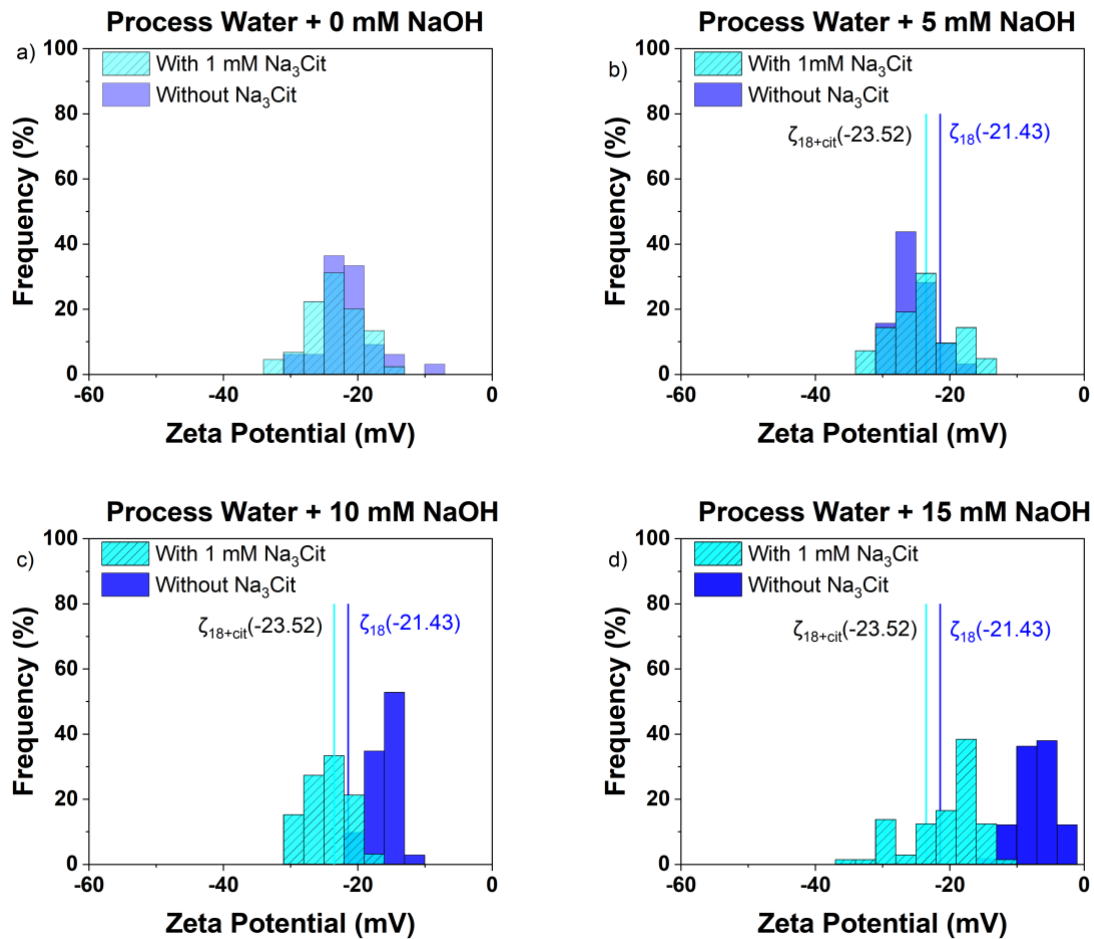 Process Water + 0 mM NaOH
a)
With 1 mM Na₃Cit
Without Na₃Cit
100
80
60
40
20
0
-60
-40
-20
0
Frequency (%)
Zeta Potential (mV)
Process Water + 5 mM NaOH
b)
With 1mM Na₃Cit
Without Na₃Cit
ζ₁₈₊cit(-23.52)
ζ₁₈(-21.43)
100
80
60
40
20
0
-60
-40
-20
0
Frequency (%)
Zeta Potential (mV)
Process Water + 10 mM NaOH
c)
With 1 mM Na₃Cit
Without Na₃Cit
ζ₁₈₊cit(-23.52)
ζ₁₈(-21.43)
100
80
60
40
20
0
-60
-40
-20
0
Frequency (%)
Zeta Potential (mV)
Process Water + 15 mM NaOH
d)
With 1 mM Na₃Cit
Without Na₃Cit
ζ₁₈₊cit(-23.52)
ζ₁₈(-21.43)
100
80
60
40
20
0
-60
-40
-20
0
Frequency (%)
Zeta Potential (mV)